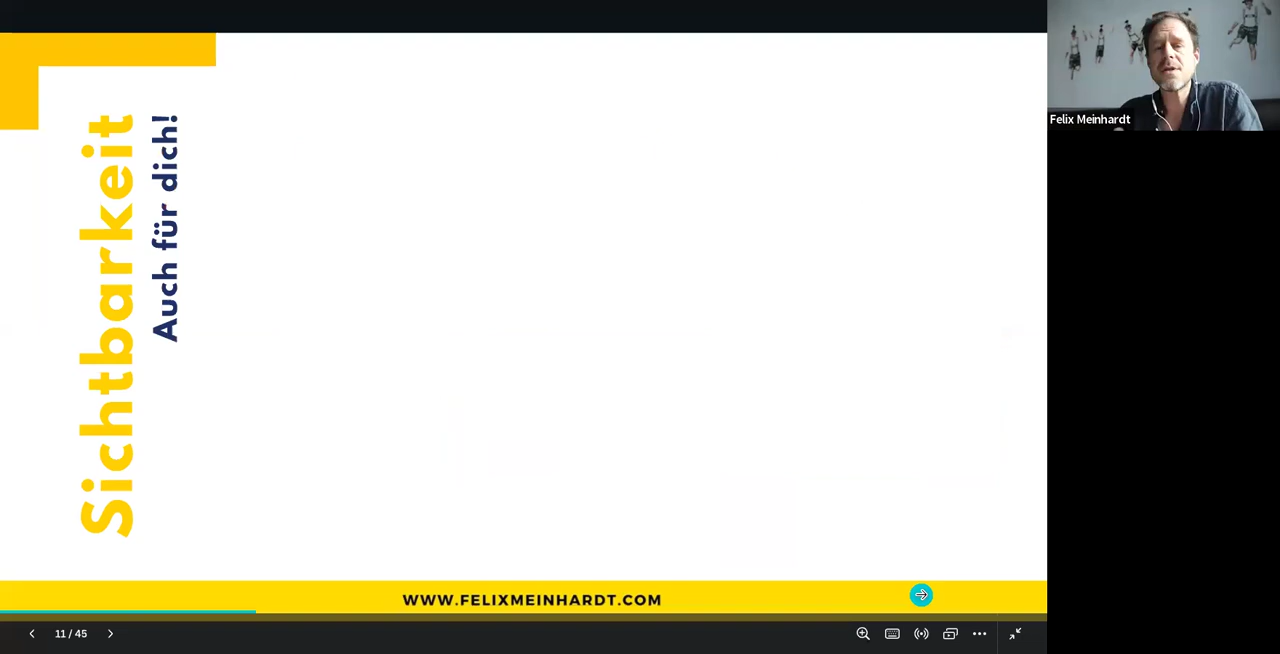 Sichtbarkeit
Auch für dich!
WWW.FELIXMEINHARDT.COM
11 / 45
Felix Meinhardt